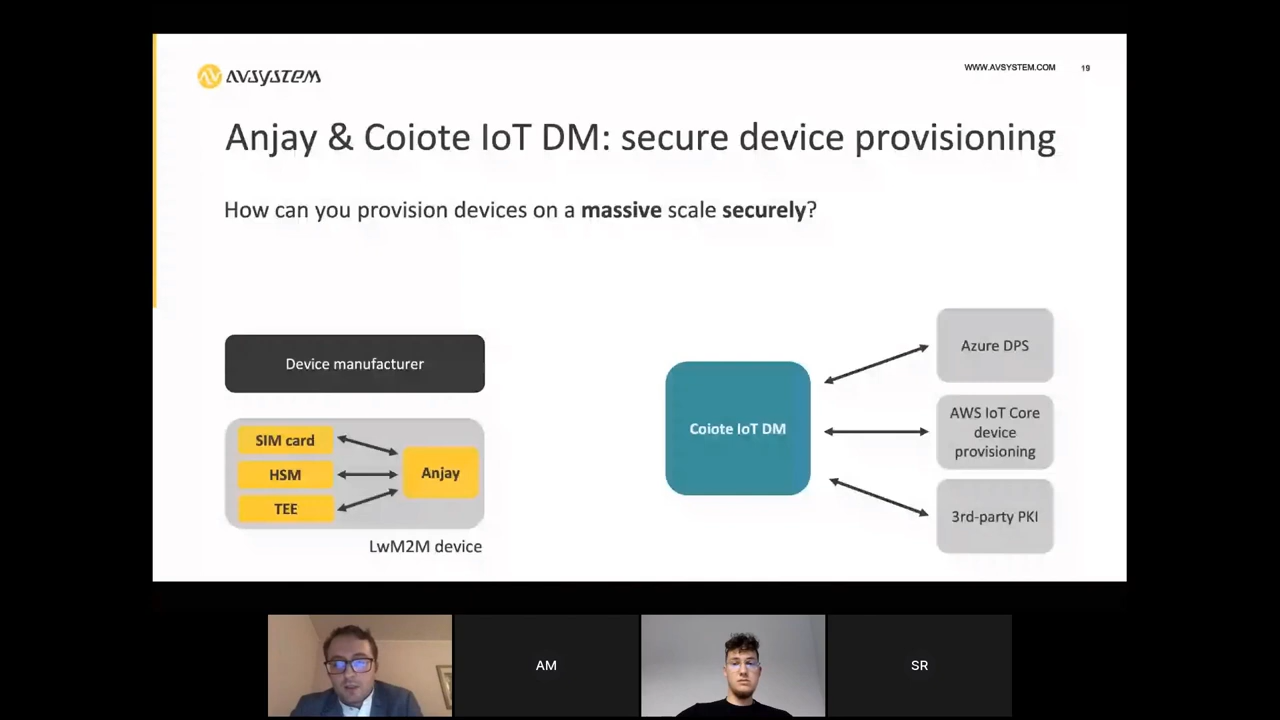 AVSYSTEM
WWW.AVSYSTEM.COM 19
Anjay & Coiote IoT DM: secure device provisioning
How can you provision devices on a massive scale securely?
Device manufacturer
SIM card
HSM
TEE
Anjay
LwM2M device
Coiote IoT DM
Azure DPS
AWS IoT Core
device
provisioning
3rd-party PKI
AM
SR